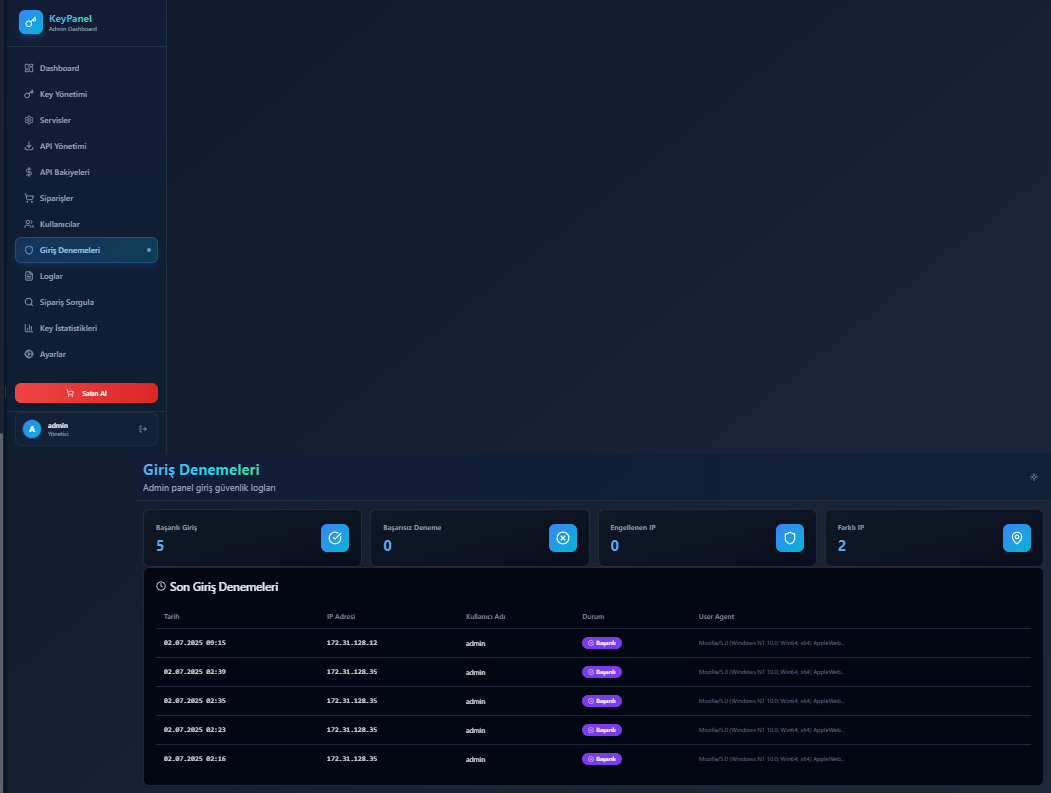 KeyPanel
Admin Dashboard
Dashboard
Key Yönetimi
Servisler
API Yönetimi
API Bakiyeleri
Siparişler
Kullanıcılar
Giriş Denemeleri
Loglar
Sipariş Sorgula
Key İstatistikleri
Ayarlar
Satın Al
A admin
Yönetici
Giriş Denemeleri
Admin panel giriş güvenlik logları
Başarılı Giriş
5
Başarısız Deneme
0
Engellenen IP
0
Farklı IP
2
Son Giriş Denemeleri
Tarih IP Adresi Kullanıcı Adı Durum User Agent
02.07.2025 09:15 172.31.128.12 admin Başarılı Mozilla/5.0 (Windows NT 10.0; Win64; x64) AppleWeb...
02.07.2025 02:39 172.31.128.35 admin Başarılı Mozilla/5.0 (Windows NT 10.0; Win64; x64) AppleWeb...
02.07.2025 02:35 172.31.128.35 admin Başarılı Mozilla/5.0 (Windows NT 10.0; Win64; x64) AppleWeb...
02.07.2025 02:23 172.31.128.35 admin Başarılı Mozilla/5.0 (Windows NT 10.0; Win64; x64) AppleWeb...
02.07.2025 02:16 172.31.128.35 admin Başarılı Mozilla/5.0 (Windows NT 10.0; Win64; x64) AppleWeb...